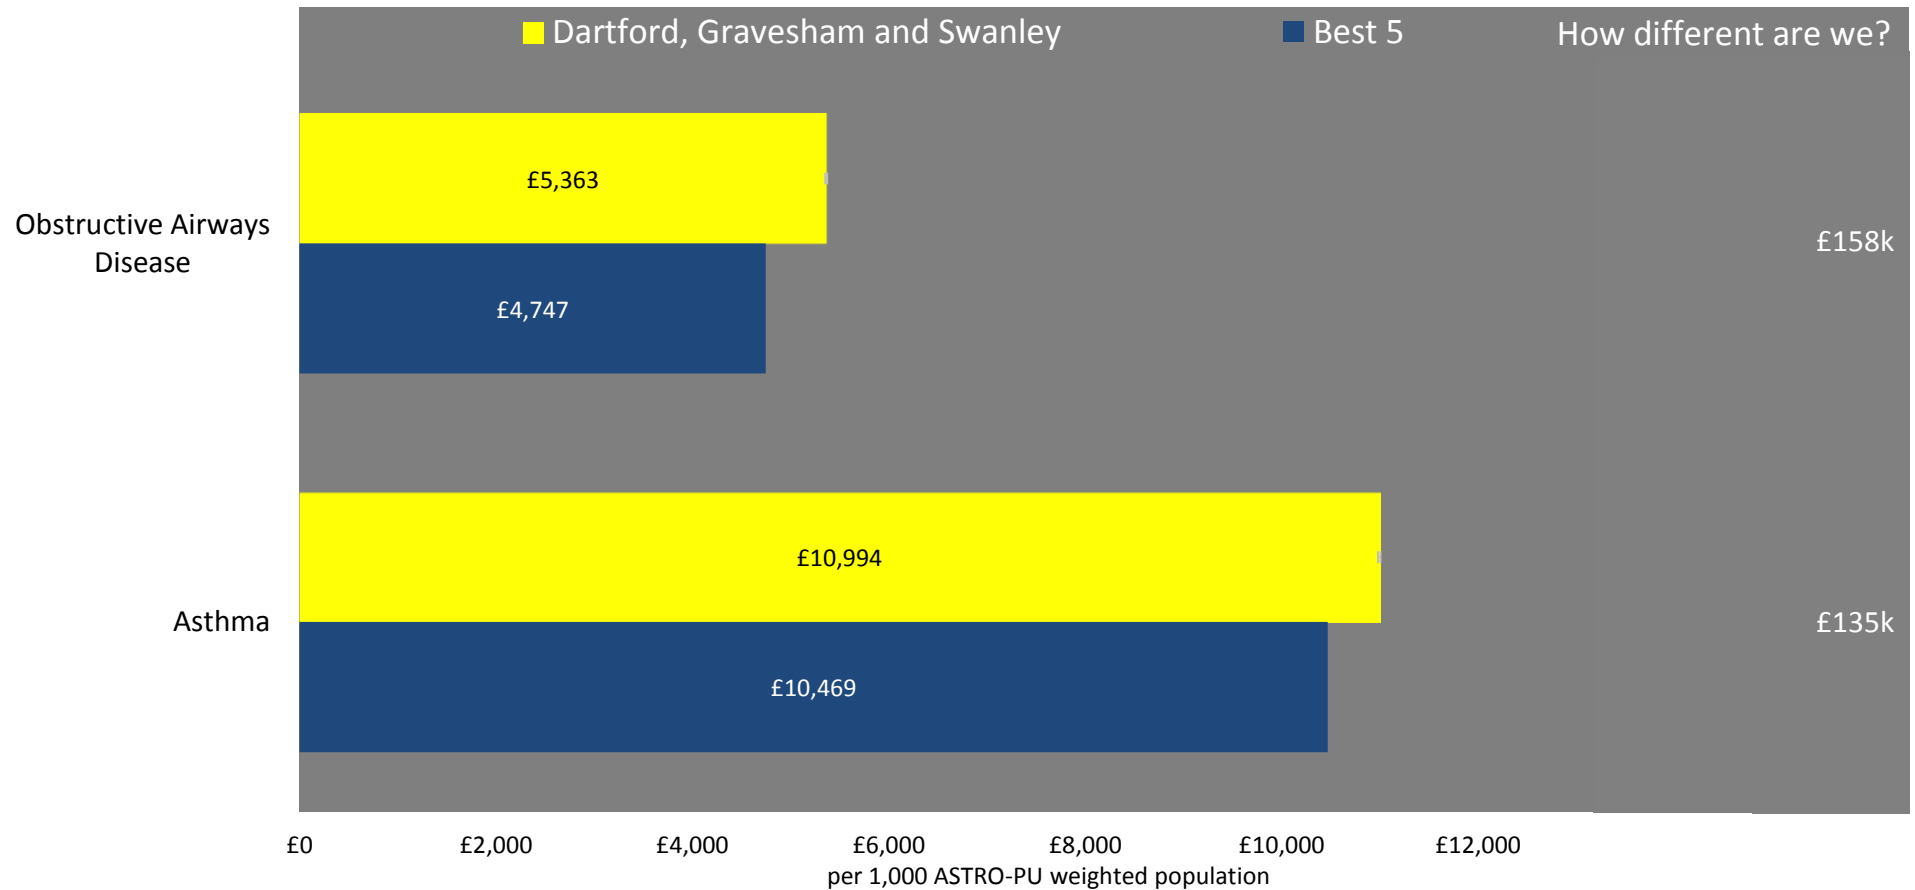 Dartford, Gravesham and Swanley
Best 5
How different are we?
Obstructive Airways
Disease
£5,363
£4,747
£158k
Asthma
£10,994
£10,469
£135k
£0 £2,000 £4,000 £6,000 £8,000 £10,000 £12,000
per 1,000 ASTRO-PU weighted population